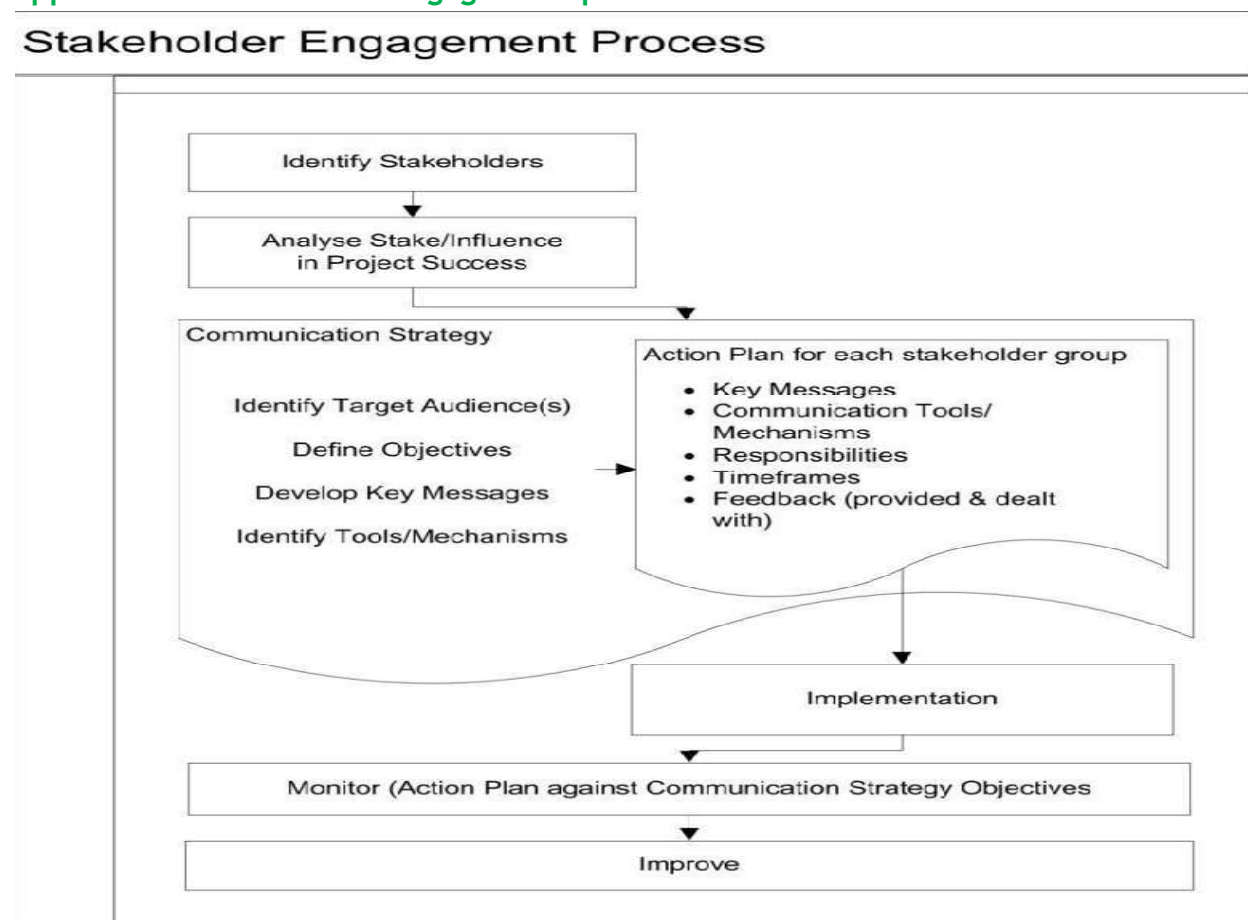 Stakeholder Engagement Process
Identify Stakeholders
Analyse Stake/Influence
in Project Success
Communication Strategy
Identify Target Audience(s)
Define Objectives
Develop Key Messages
Identify Tools/Mechanisms
Action Plan for each stakeholder group
• Key Messages
• Communication Tools/
Mechanisms
• Responsibilities
• Timeframes
• Feedback (provided & dealt
with)
Implementation
Monitor (Action Plan against Communication Strategy Objectives
Improve